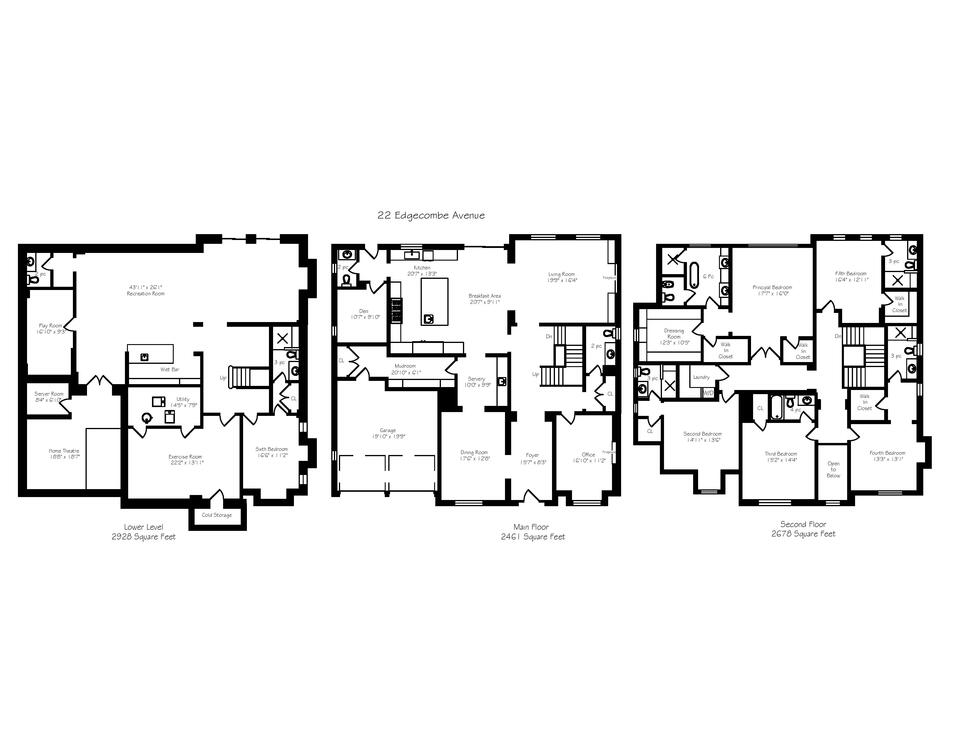 22 Edgecombe Avenue
pc
43'11" x 26'1"
Recreation Room
Play Room
16'10" x 9'3"
Wet Bar
3 pc
Up
CL
Server Room
8'4" x 6'10"
Utility
14'5" x 7'9"
Home Theatre
18'8" x 18'7"
Exercise Room
22'2" x 13'11"
Sixth Bedroom
16'6" x 11'2"
Cold Storage
Lower Level
2928 Square Feet
2 pc
Kitchen
20'7" x 13'3"
Living Room
19'9" x 16'4"
Fireplace
Breakfast Area
20'7" x 9'11"
Den
10'7" x 9'10"
Dn
2 pc
CL
Mudroom
20'10" x 6'1"
Servery
10'0" x 9'9"
Up
CL
Garage
19'10" x 19'9"
Dining Room
17'6" x 12'8"
Foyer
15'7" x 8'3"
Office
16'10" x 11'2"
Fireplace
Main Floor
2461 Square Feet
6 Pc
Principal Bedroom
17'7" x 16'0"
Fifth Bedroom
16'4" x 12'11"
3 pc
Walk
In
Closet
Dressing
Room
12'3" x 10'5"
Walk
In
Closet
Walk
In
Closet
Dn
3 pc
pc
Laundry
W/D
CL
4 pc
Walk
In
Closet
CL
Second Bedroom
14'11" x 13'6"
Third Bedroom
15'2" x 14'4"
Open
to
Below
Fourth Bedroom
13'3" x 13'1"
Second Floor
2678 Square Feet